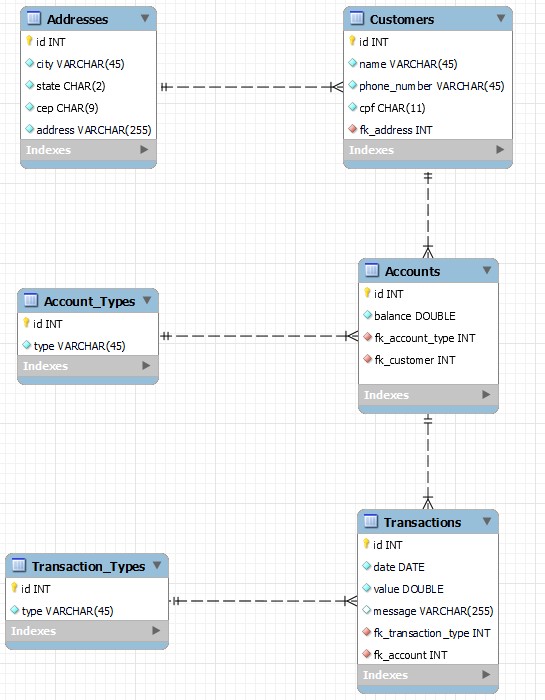 Addresses
id INT
city VARCHAR(45)
state CHAR(2)
cep CHAR(9)
address VARCHAR(255)
Indexes
Customers
id INT
name VARCHAR(45)
phone_number VARCHAR(45)
cpf CHAR(11)
fk_address INT
Indexes
Account_Types
id INT
type VARCHAR(45)
Indexes
Accounts
id INT
balance DOUBLE
fk_account_type INT
fk_customer INT
Indexes
Transaction_Types
id INT
type VARCHAR(45)
Indexes
Transactions
id INT
date DATE
value DOUBLE
message VARCHAR(255)
fk_transaction_type INT
fk_account INT
Indexes